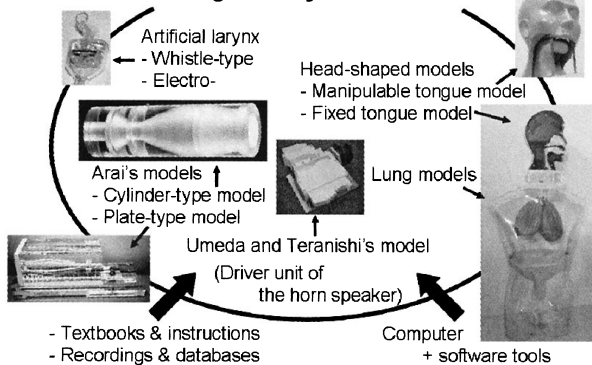 Artificial larynx
- Whistle-type
- Electro-
Head-shaped models
- Manipulable tongue model
- Fixed tongue model
Arai's models
- Cylinder-type model
- Plate-type model
Lung models
Umeda and Teranishi's model
(Driver unit of
the horn speaker)
- Textbooks & instructions
- Recordings & databases
Computer
+ software tools